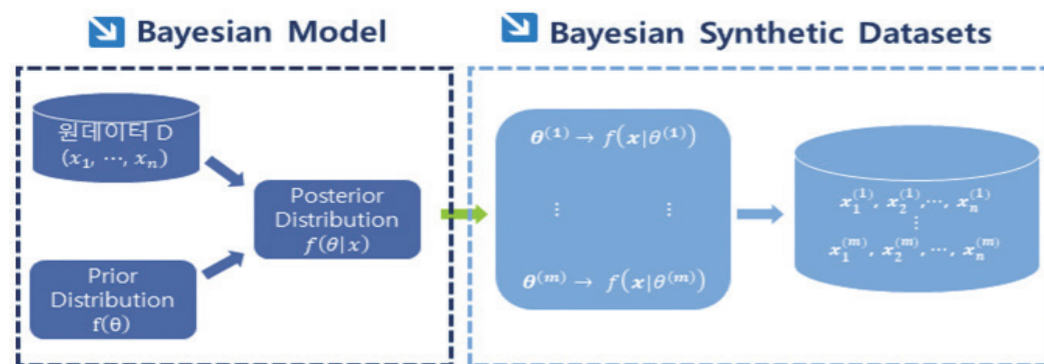 Bayesian Model
원데이터 D
(x₁, ⋯, xₙ)
Prior
Distribution
f(θ)
Posterior
Distribution
f(θ|x)
Bayesian Synthetic Datasets
θ⁽¹⁾ → f(x|θ⁽¹⁾)
⋮ ⋮
θ⁽ᵐ⁾ → f(x|θ⁽ᵐ⁾)
x₁⁽¹⁾, x₂⁽¹⁾,⋯, xₙ⁽¹⁾
⋮
x₁⁽ᵐ⁾, x₂⁽ᵐ⁾, ⋯, xₙ⁽ᵐ⁾